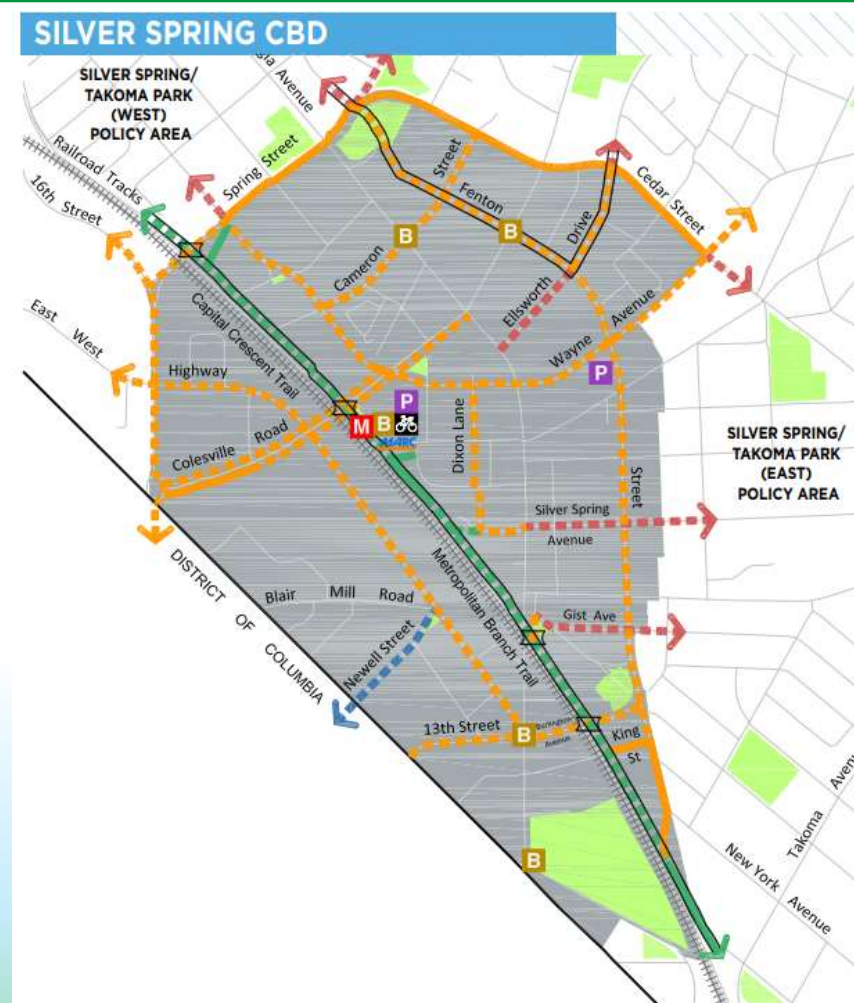 SILVER SPRING CBD
SILVER SPRING/
TAKOMA PARK
(WEST)
POLICY AREA
gia Avenue
Railroad Tracks
16th Street
Spring Street
Street
Fenton
Cedar Street
Drive
B
B
Cameron
Ellsworth
East West
Capital Crescent Trail
Highway
Wayne Avenue
P
P
M
B
MARC
Colesville Road
Dixon Lane
SILVER SPRING/
TAKOMA PARK
(EAST)
POLICY AREA
Street
Silver Spring
Avenue
DISTRICT OF COLUMBIA
Metropolitan Branch Trail
Blair Mill Road
Gist Ave
Newell Street
13th Street
B
Burlington
Avenue
King
St
Takoma Aven
New York Avenue
B